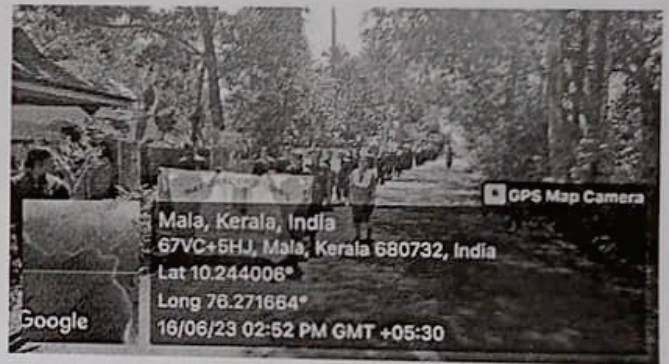 GPS Map Camera
Mala, Kerala, India
67VC+5HJ, Mala, Kerala 680732, India
Lat 10.244006°
Long 76.271664°
16/06/23 02:52 PM GMT +05:30
Google